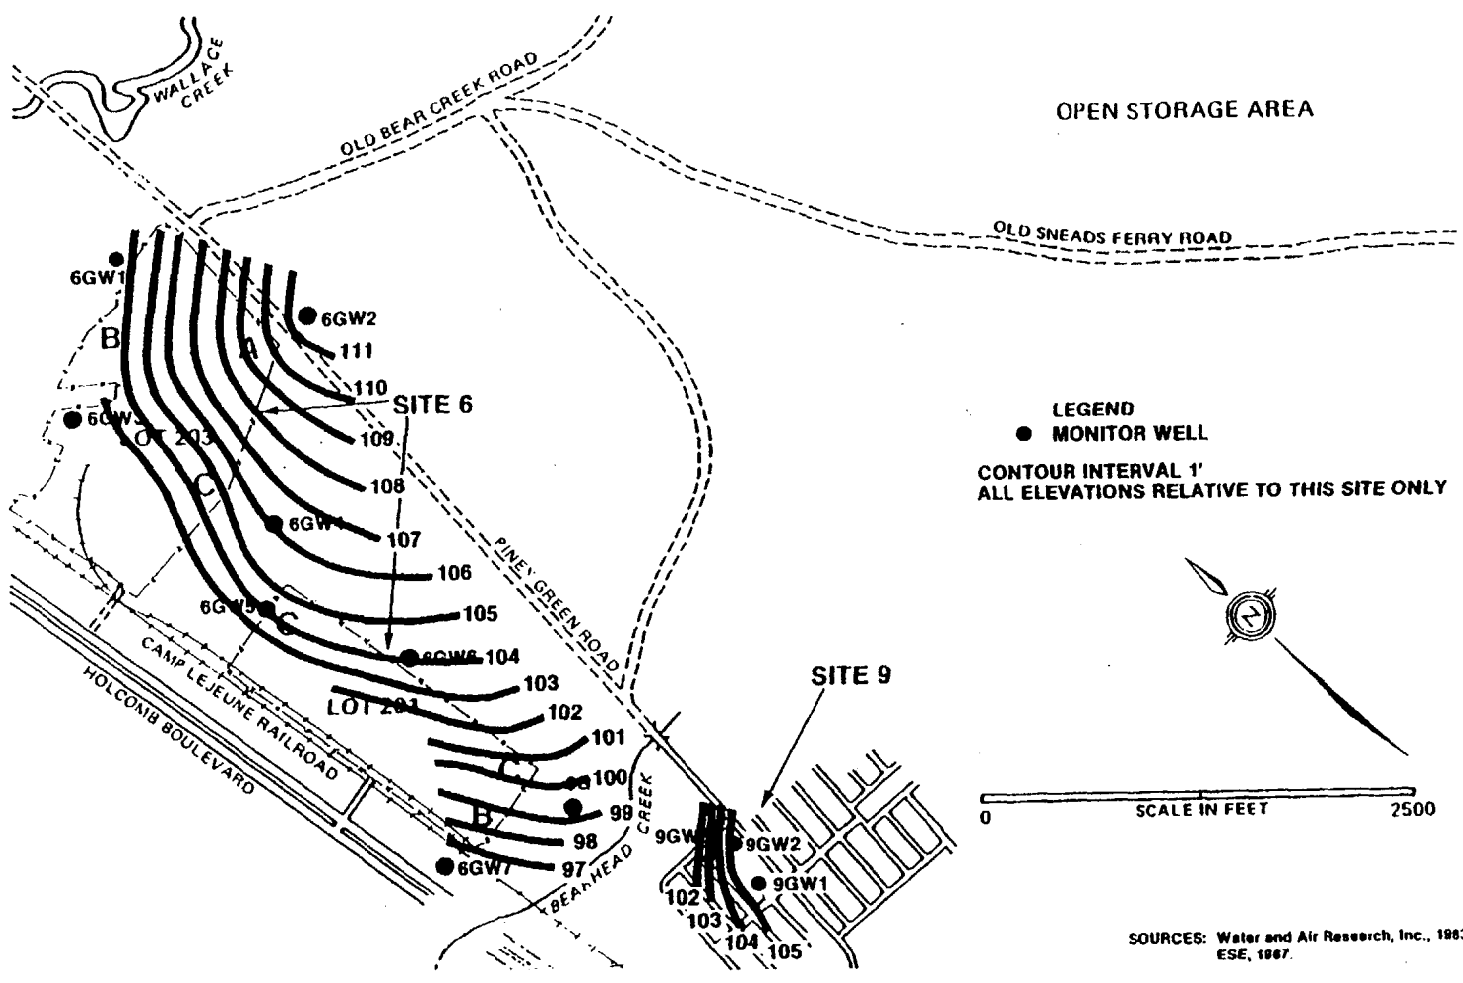 WALLACE
CREEK
OLD BEAR CREEK ROAD
OPEN STORAGE AREA
OLD SNEADS FERRY ROAD
6GW1
6GW2
B
A
111
110
SITE 6
109
LOT 203
108
C
6GW4
107
106
105
6GW5
C
6GW6
104
103
LOT 201
102
101
100
C
99
B
98
97
6GW7
PINEY GREEN ROAD
CAMP LEJEUNE RAILROAD
HOLCOMB BOULEVARD
BEARHEAD
CREEK
SITE 9
9GW2
9GW1
102
103
104
105
LEGEND
MONITOR WELL
CONTOUR INTERVAL 1'
ALL ELEVATIONS RELATIVE TO THIS SITE ONLY
N
0
SCALE IN FEET
2500
SOURCES: Water and Air Research, Inc.,
ESE, 1987.